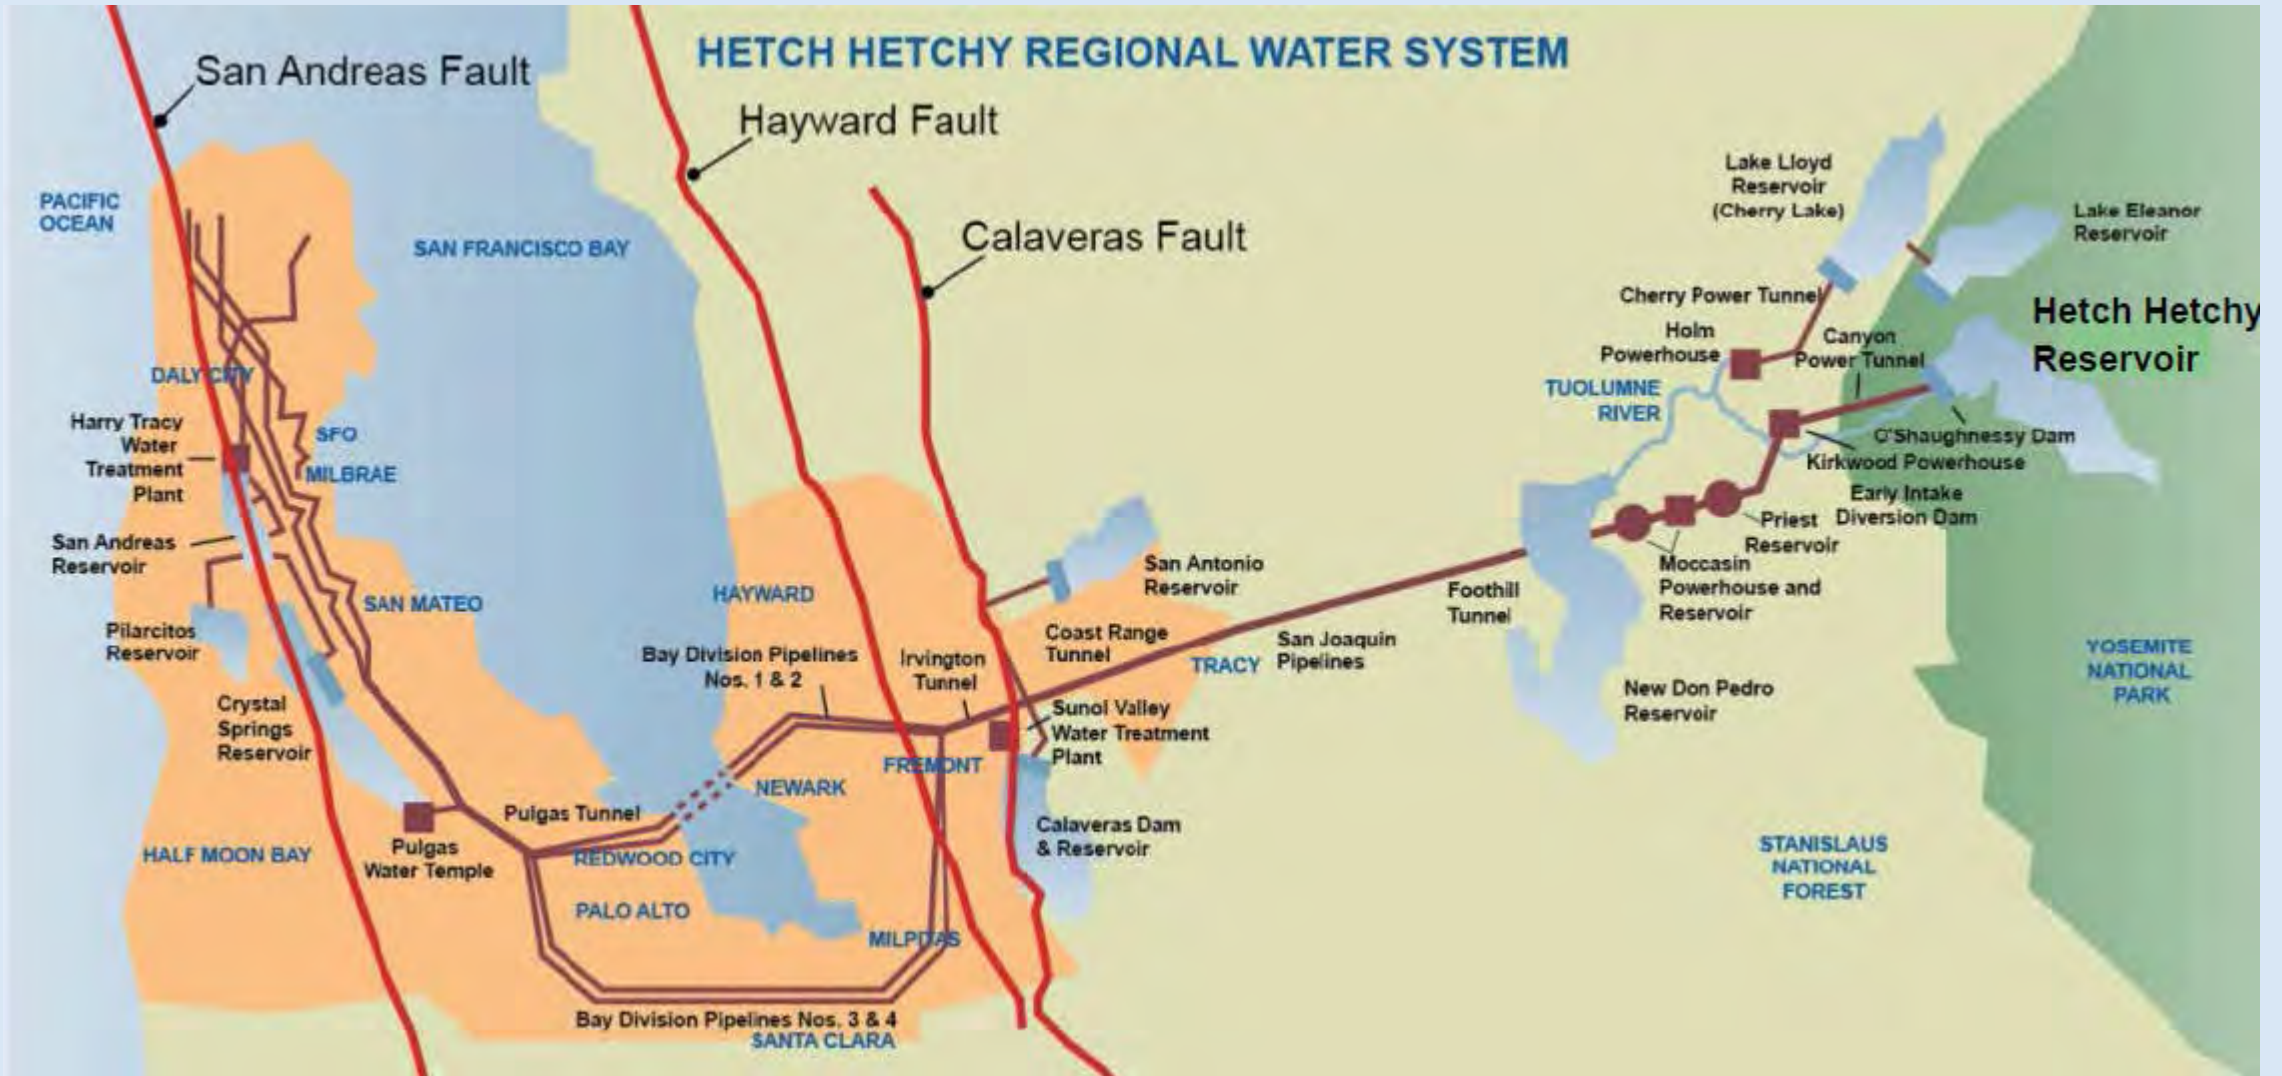 HETCH HETCHY REGIONAL WATER SYSTEM
San Andreas Fault
Hayward Fault
Calaveras Fault
PACIFIC
OCEAN
SAN FRANCISCO BAY
Lake Lloyd
Reservoir
(Cherry Lake)
Lake Eleanor
Reservoir
Cherry Power Tunnel
Holm
Powerhouse
Canyon
Power Tunnel
Hetch Hetchy
Reservoir
TUOLUMNE
RIVER
O'Shaughnessy Dam
Kirkwood Powerhouse
Early Intake
Diversion Dam
Priest
Reservoir
Moccasin
Powerhouse and
Reservoir
DALY CITY
Harry Tracy
Water
Treatment
Plant
SFO
MILBRAE
San Andreas
Reservoir
SAN MATEO
Pilarcitos
Reservoir
Crystal
Springs
Reservoir
HAYWARD
Bay Division Pipelines
Nos. 1 & 2
Irvington
Tunnel
San Antonio
Reservoir
Coast Range
Tunnel
TRACY
San Joaquin
Pipelines
Foothill
Tunnel
New Don Pedro
Reservoir
YOSEMITE
NATIONAL
PARK
Sunol Valley
Water Treatment
Plant
FREMONT
NEWARK
Pulgas Tunnel
Pulgas
Water Temple
HALF MOON BAY
REDWOOD CITY
PALO ALTO
MILPITAS
Calaveras Dam
& Reservoir
STANISLAUS
NATIONAL
FOREST
Bay Division Pipelines Nos. 3 & 4
SANTA CLARA